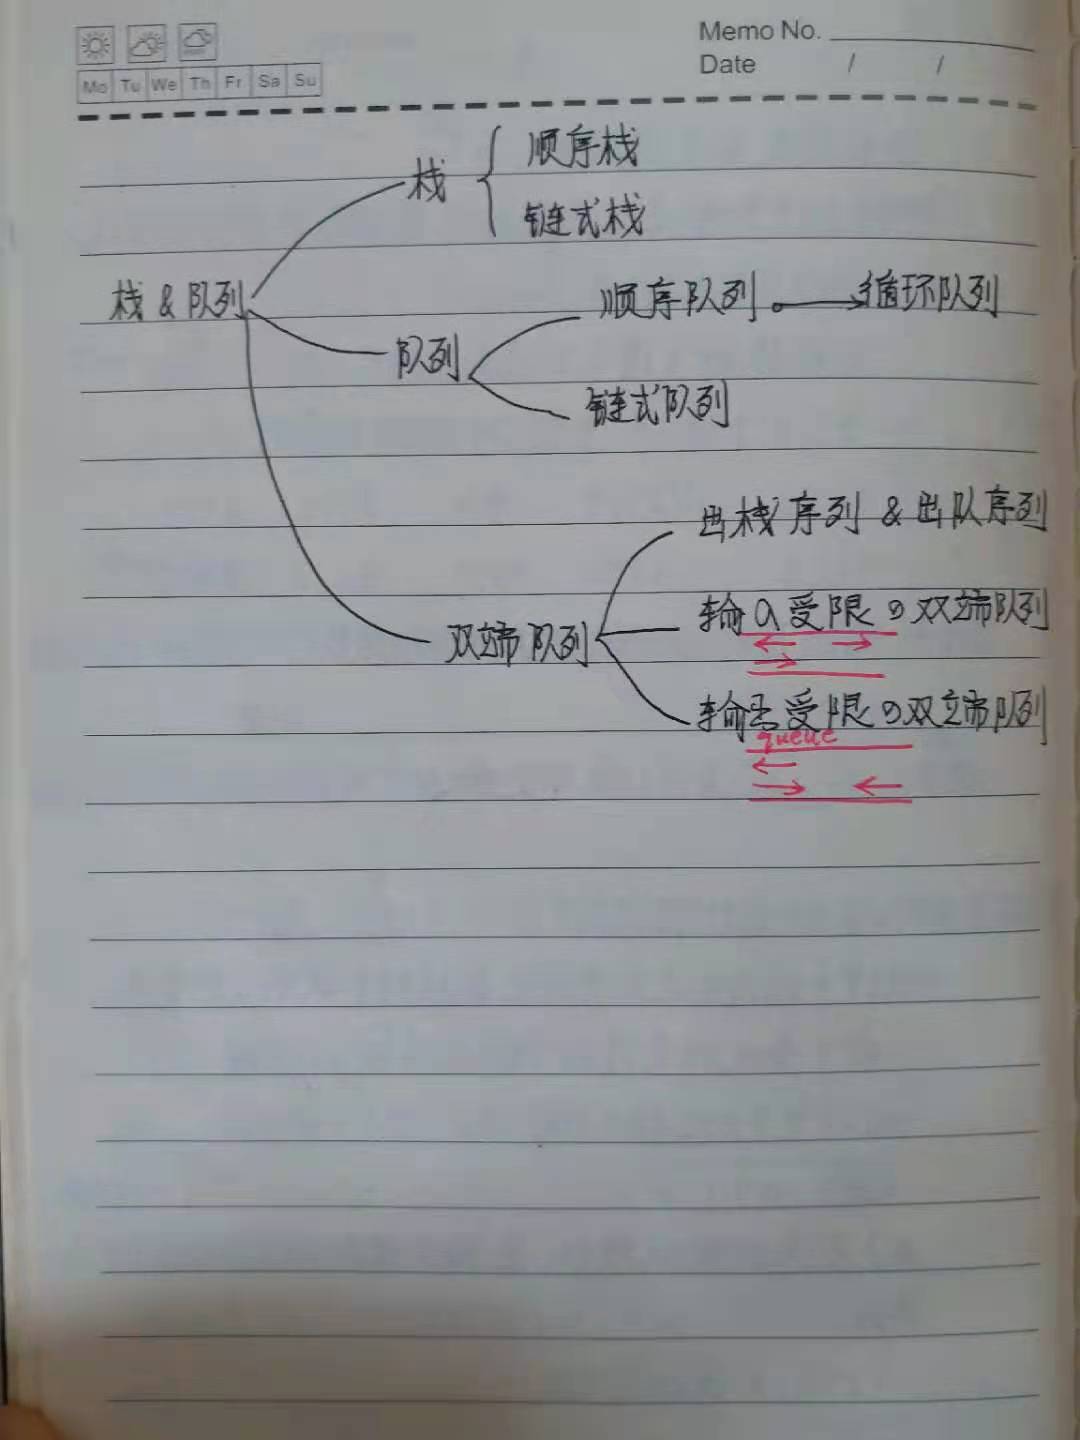 Memo No.
Date / /
Mo Tu We Th Fr Sa Su
栈 & 队列
栈
顺序栈
链式栈
队列
顺序队列 → 循环队列
链式队列
双端队列
出栈序列 & 出队序列
输入受限の双端队列
← →
→
输出受限の双端队列
queue
←
→ ←